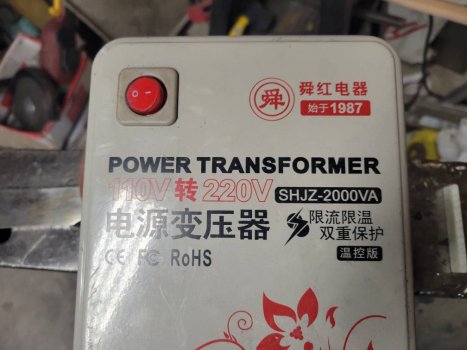 舜 舜红电器
始于1987
POWER TRANSFORMER
110V转220V SHJZ-2000VA
电源变压器 限流限温
双重保护
CE FC RoHS 温控版